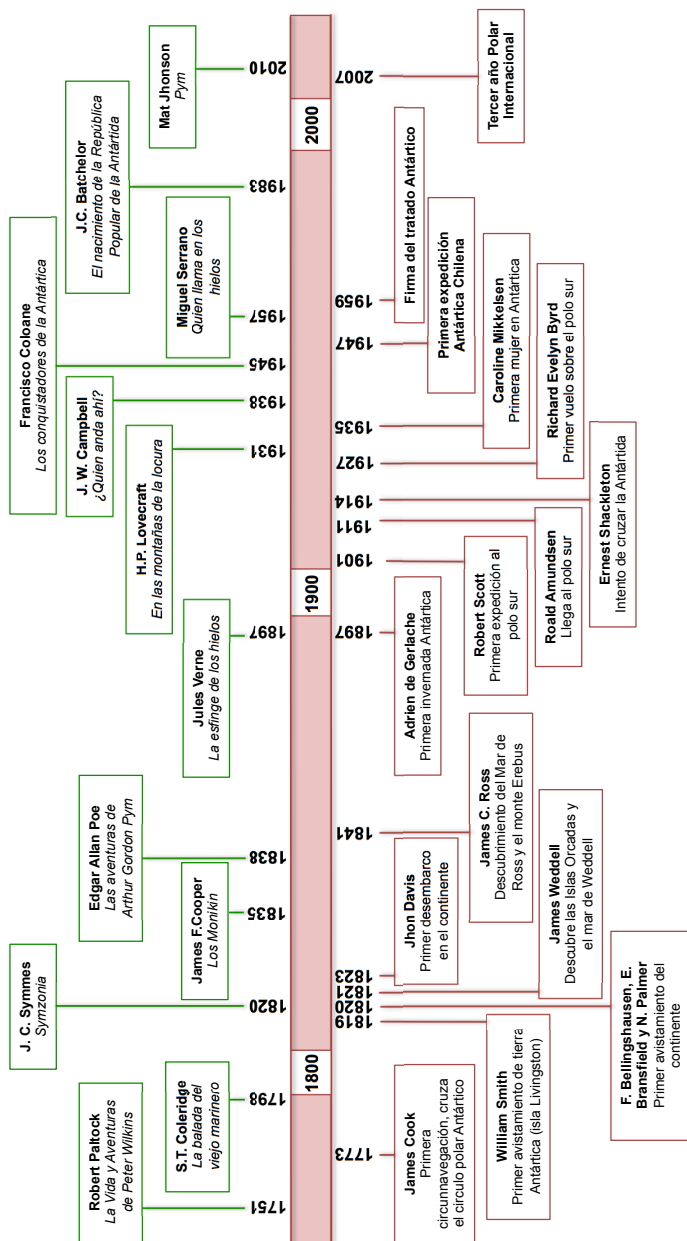 Robert Paltock
La Vida y Aventuras
de Peter Wilkins
S.T. Coleridge
La balada del
viejo marinero
J. C. Symmes
Symzonia
James F.Cooper
Los Monikin
Edgar Allan Poe
Las aventuras de
Arthur Gordon Pym
Jules Verne
La esfinge de los hielos
H.P. Lovecraft
En las montañas de la locura
J. W. Campbell
¿Quien anda ahí?
Francisco Coloane
Los conquistadores de la Antártica
Miguel Serrano
Quien llama en los
hielos
J.C. Batchelor
El nacimiento de la República
Popular de la Antártida
Mat Jhonson
Pym
1751
1798
1820
1835
1838
1897
1931
1938
1945
1957
1983
2010
1800
1900
2000
1773
1819
1820
1821
1823
1841
1897
1901
1911
1914
1927
1935
1947
1959
2007
James Cook
Primera
circunnavegación, cruza
el circulo polar Antártico
William Smith
Primer avistamiento de tierra
Antártica (isla Livingston)
F. Bellingshausen, E.
Bransfield y N. Palmer
Primer avistamiento del
continente
James Weddell
Descubre las Islas Orcadas y
el mar de Weddell
Jhon Davis
Primer desembarco
en el continente
James C. Ross
Descubrimiento del Mar de
Ross y el monte Erebus
Adrien de Gerlache
Primera invernada Antártica
Robert Scott
Primera expedición al
polo sur
Roald Amundsen
Llega al polo sur
Ernest Shackleton
Intento de cruzar la Antártida
Richard Evelyn Byrd
Primer vuelo sobre el polo sur
Caroline Mikkelsen
Primera mujer en Antártica
Primera expedición
Antártica Chilena
Firma del tratado Antártico
Tercer año Polar
Internacional